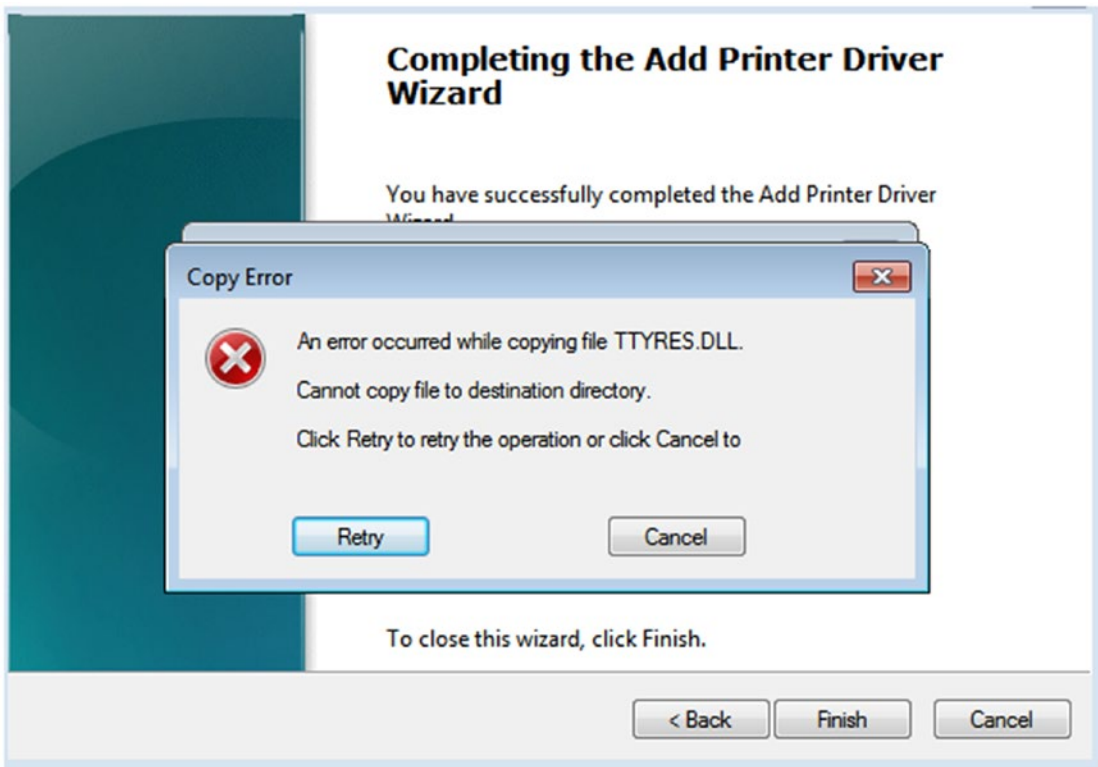 Completing the Add Printer Driver
Wizard
You have successfully completed the Add Printer Driver
Copy Error
An error occurred while copying file TTYRES.DLL.
Cannot copy file to destination directory.
Click Retry to retry the operation or click Cancel to
Retry
Cancel
To close this wizard, click Finish.
< Back
Finish
Cancel